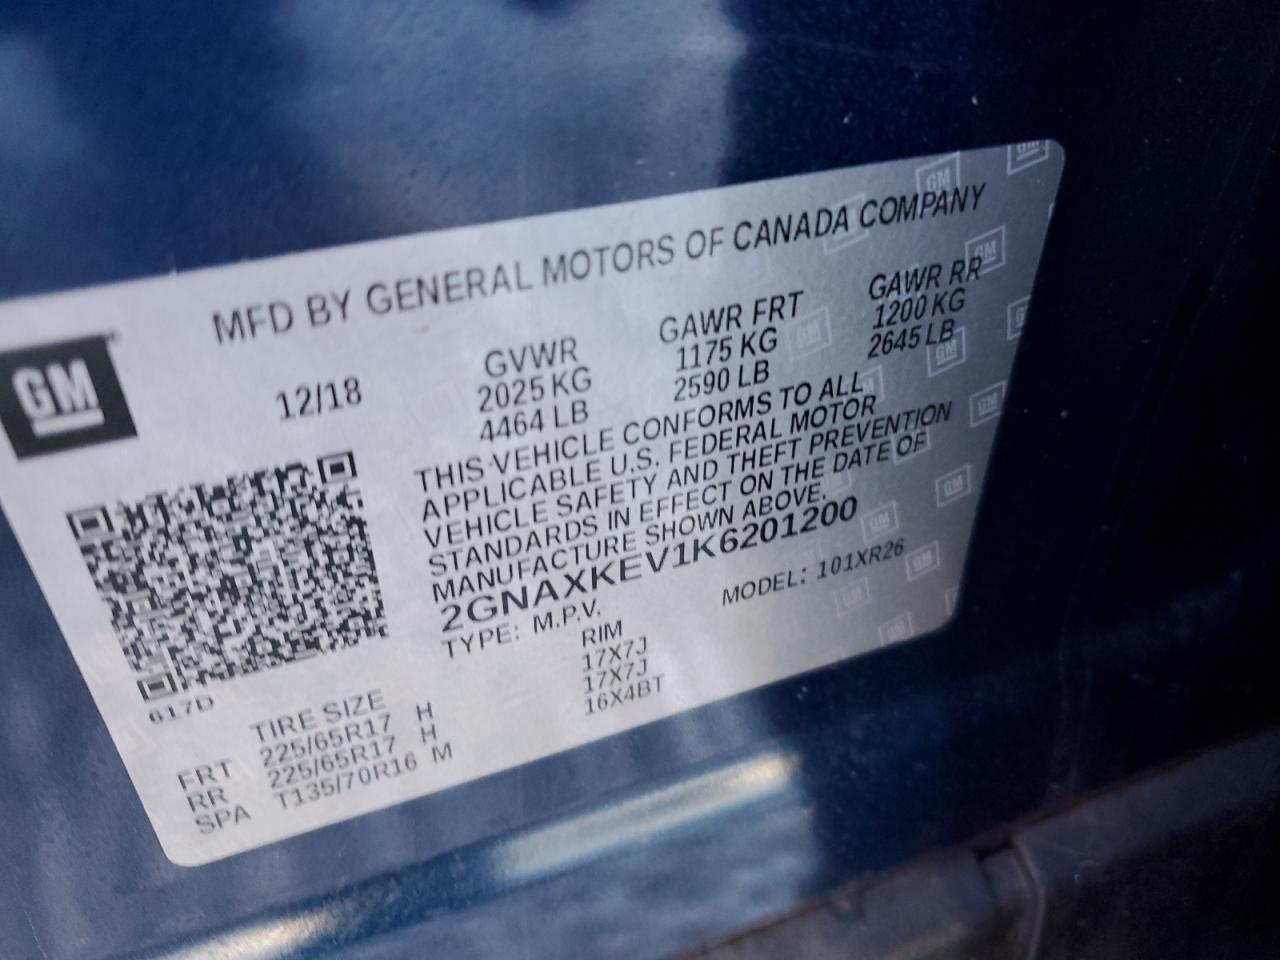 MFD BY GENERAL MOTORS OF CANADA COMPANY
GM
12/18
GVWR
2025 KG
4464 LB
GAWR FRT
1175 KG
2590 LB
GAWR RR
1200 KG
2645 LB
THIS VEHICLE CONFORMS TO ALL
APPLICABLE U.S. FEDERAL MOTOR
VEHICLE SAFETY AND THEFT PREVENTION
STANDARDS IN EFFECT ON THE DATE OF
MANUFACTURE SHOWN ABOVE.
2GNAXKEV1K6201200
TYPE: M.P.V. MODEL: 101XR26
617D
TIRE SIZE RIM
FRT 225/65R17 H 17X7J
RR 225/65R17 H 17X7J
SPA T135/70R16 M 16X4BT